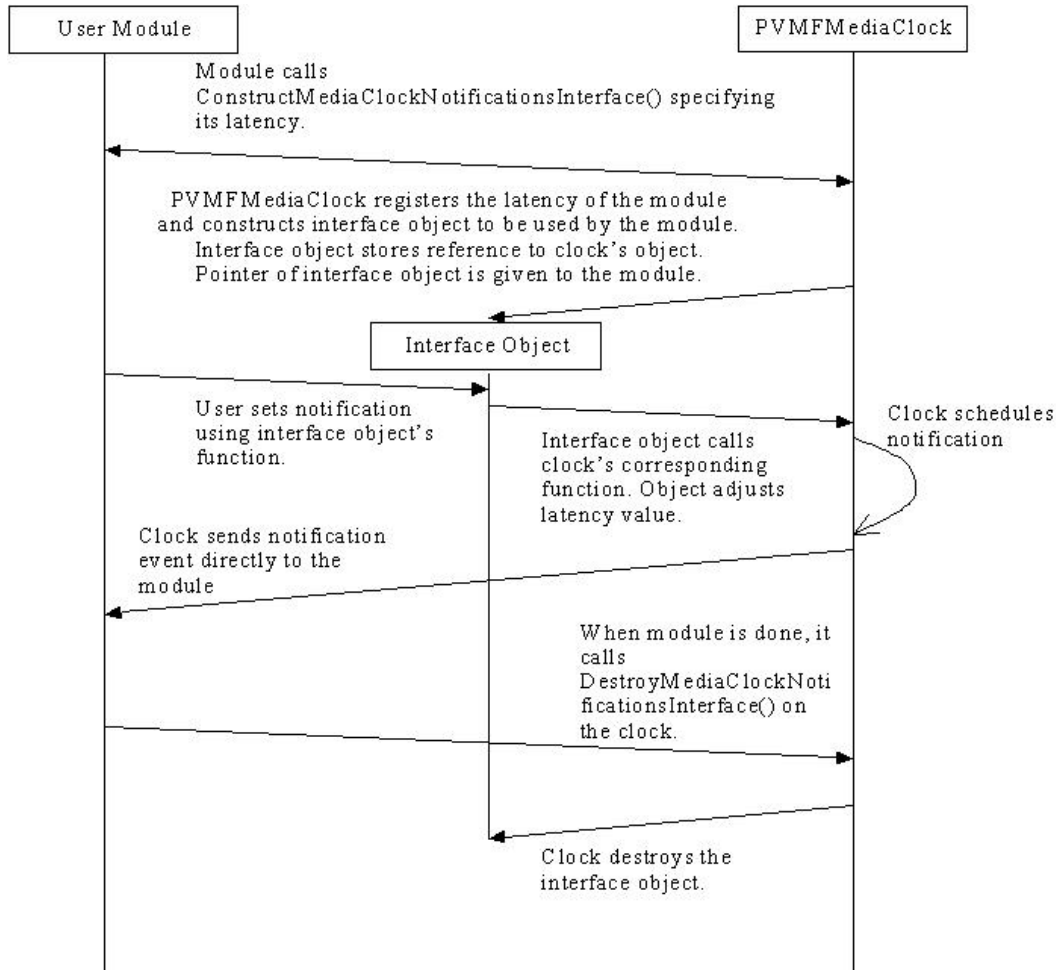 User Module
PVMFMediaClock
Module calls
ConstructMediaClockNotificationsInterface() specifying
its latency.
PVMFMediaClock registers the latency of the module
and constructs interface object to be used by the module.
Interface object stores reference to clock's object.
Pointer of interface object is given to the module.
Interface Object
User sets notification
using interface object's
function.
Interface object calls
clock's corresponding
function. Object adjusts
latency value.
Clock schedules
notification
Clock sends notification
event directly to the
module
When module is done, it
calls
DestroyMediaClockNoti
ficationsInterface() on
the clock.
Clock destroys the
interface object.